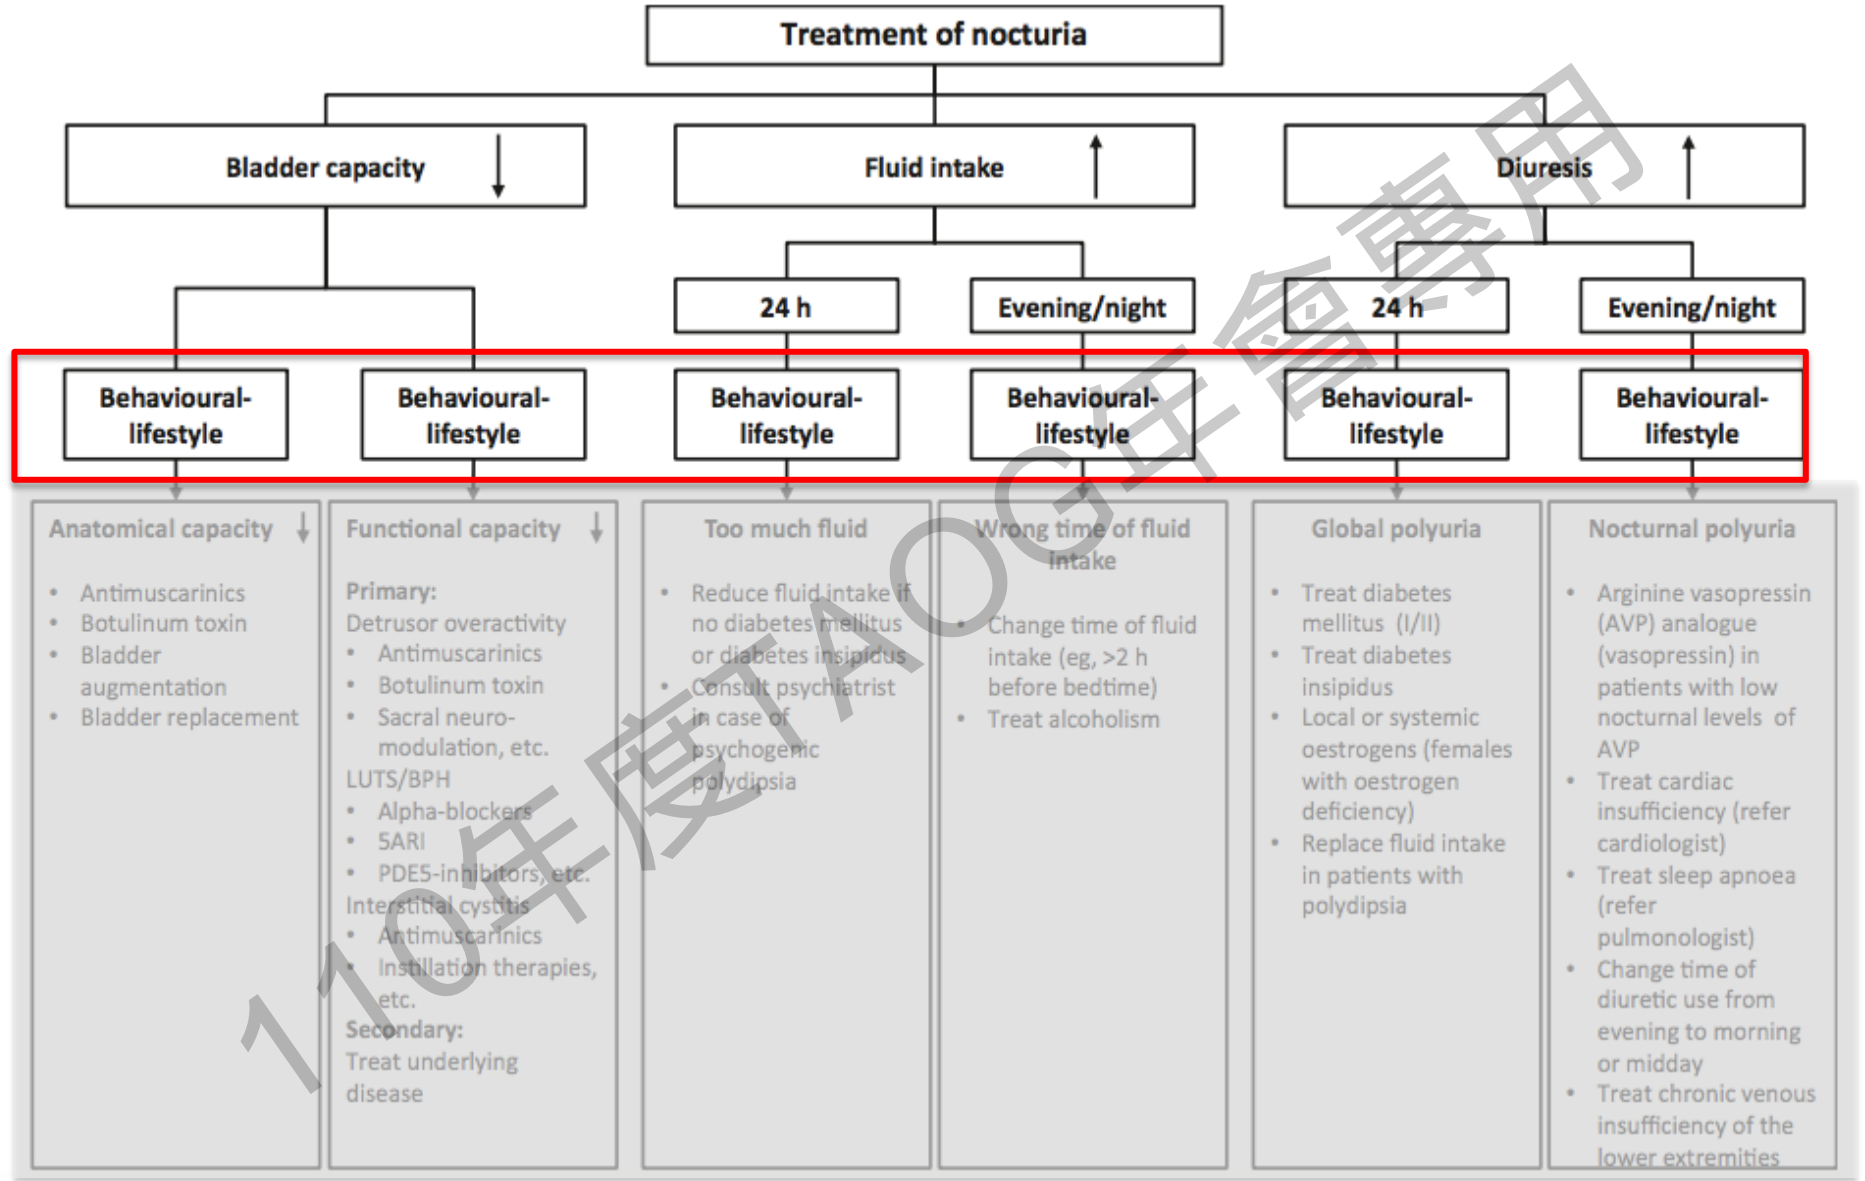 Treatment of nocturia
Bladder capacity ↓
Fluid intake ↑
Diuresis ↑
24 h
Evening/night
24 h
Evening/night
Behavioural-
lifestyle
Behavioural-
lifestyle
Behavioural-
lifestyle
Behavioural-
lifestyle
Behavioural-
lifestyle
Behavioural-
lifestyle
Anatomical capacity ↓
• Antimuscarinics
• Botulinum toxin
• Bladder
augmentation
• Bladder replacement
Functional capacity ↓
Primary:
Detrusor overactivity
• Antimuscarinics
• Botulinum toxin
• Sacral neuro-
modulation, etc.
LUTS/BPH
• Alpha-blockers
• 5ARI
• PDE5-inhibitors, etc.
Interstitial cystitis
• Antimuscarinics
• Instillation therapies,
etc.
Secondary:
Treat underlying
disease
Too much fluid
• Reduce fluid intake if
no diabetes mellitus
or diabetes insipidus
• Consult psychiatrist
in case of
psychogenic
polydipsia
Wrong time of fluid
intake
• Change time of fluid
intake (eg, >2 h
before bedtime)
• Treat alcoholism
Global polyuria
• Treat diabetes
mellitus (I/II)
• Treat diabetes
insipidus
• Local or systemic
oestrogens (females
with oestrogen
deficiency)
• Replace fluid intake
in patients with
polydipsia
Nocturnal polyuria
• Arginine vasopressin
(AVP) analogue
(vasopressin) in
patients with low
nocturnal levels of
AVP
• Treat cardiac
insufficiency (refer
cardiologist)
• Treat sleep apnoea
(refer
pulmonologist)
• Change time of
diuretic use from
evening to morning
or midday
• Treat chronic venous
insufficiency of the
lower extremities
110年度TAOG年會專用